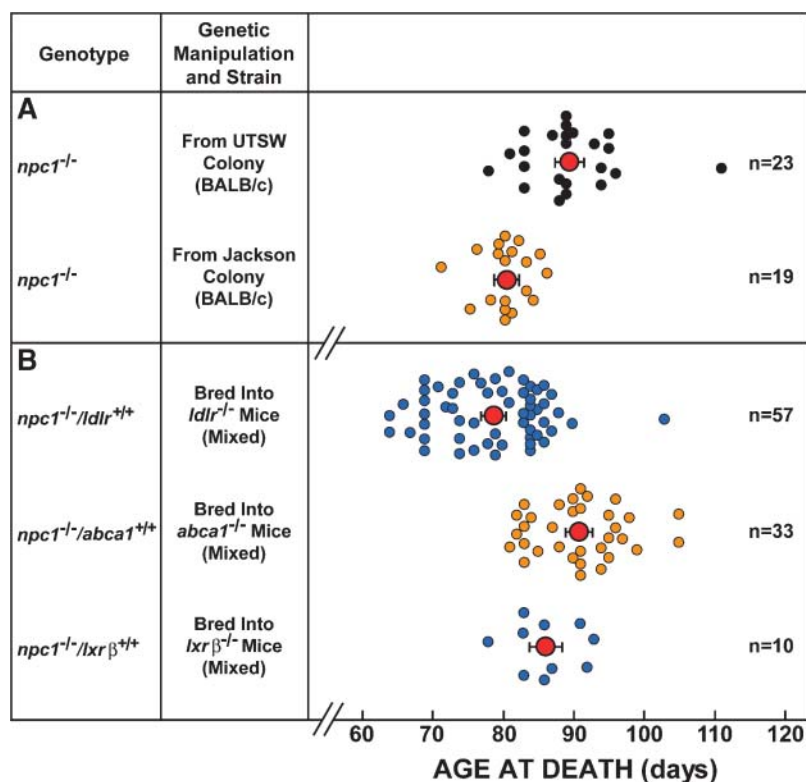 Genotype
Genetic
Manipulation
and Strain
A
npc1-/-
From UTSW
Colony
(BALB/c)
n=23
npc1-/-
From Jackson
Colony
(BALB/c)
n=19
B
npc1-/-/ldlr+/+
Bred Into
ldlr-/- Mice
(Mixed)
n=57
npc1-/-/abca1+/+
Bred Into
abca1-/- Mice
(Mixed)
n=33
npc1-/-/lxrβ+/+
Bred Into
lxrβ-/- Mice
(Mixed)
n=10
60 70 80 90 100 110 120
AGE AT DEATH (days)